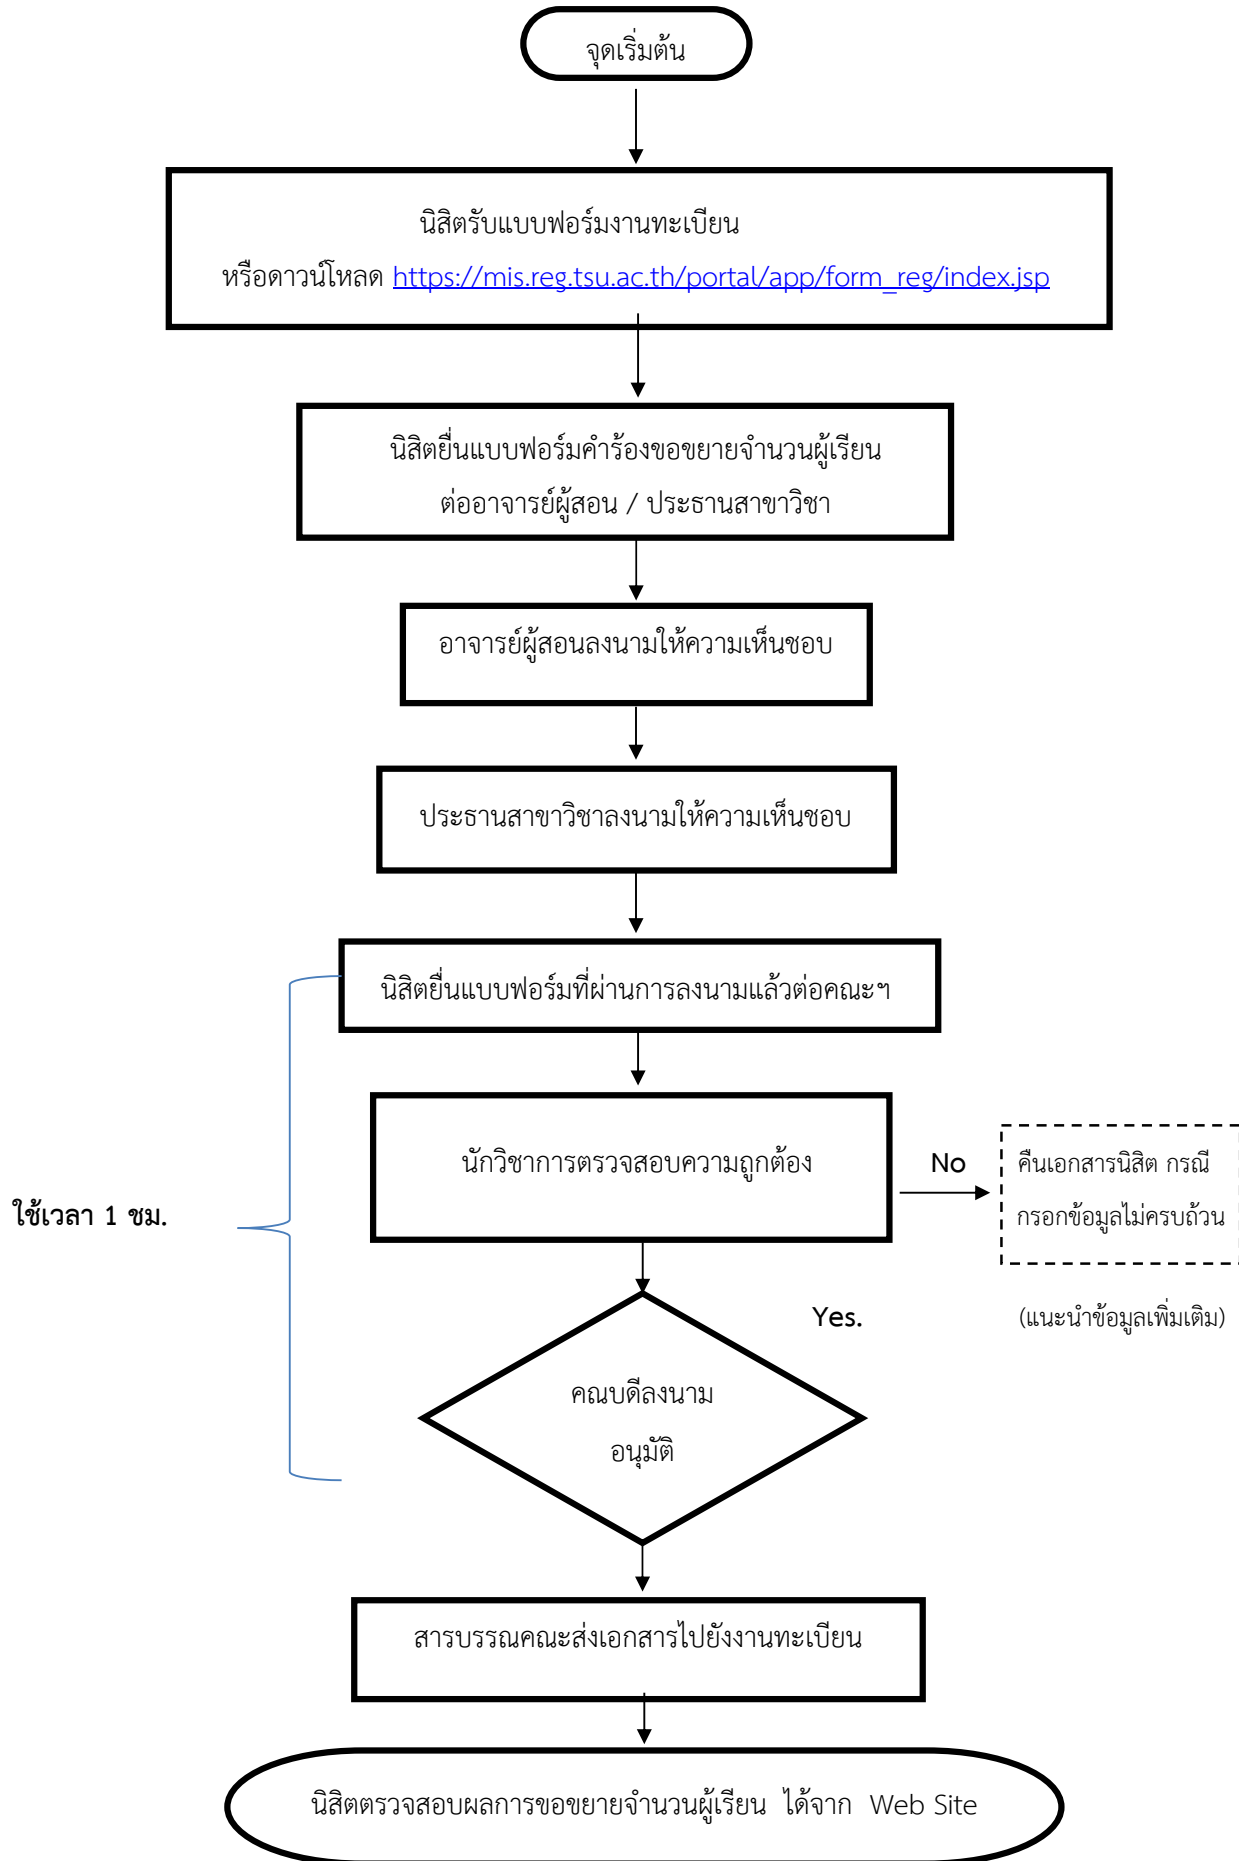 จุดเริ่มต้น
นิสิตรับแบบฟอร์มงานทะเบียน
หรือดาวน์โหลด https://mis.reg.tsu.ac.th/portal/app/form_reg/index.jsp
นิสิตยื่นแบบฟอร์มคำร้องขอขยายจำนวนผู้เรียน
ต่ออาจารย์ผู้สอน / ประธานสาขาวิชา
อาจารย์ผู้สอนลงนามให้ความเห็นชอบ
ประธานสาขาวิชาลงนามให้ความเห็นชอบ
นิสิตยื่นแบบฟอร์มที่ผ่านการลงนามแล้วต่อคณะฯ
นักวิชาการตรวจสอบความถูกต้อง
No
คืนเอกสารนิสิต กรณี
กรอกข้อมูลไม่ครบถ้วน
ใช้เวลา 1 ชม.
Yes.
(แนะนำข้อมูลเพิ่มเติม)
คณบดีลงนาม
อนุมัติ
สารบรรณคณะส่งเอกสารไปยังงานทะเบียน
นิสิตตรวจสอบผลการขอขยายจำนวนผู้เรียน ได้จาก Web Site